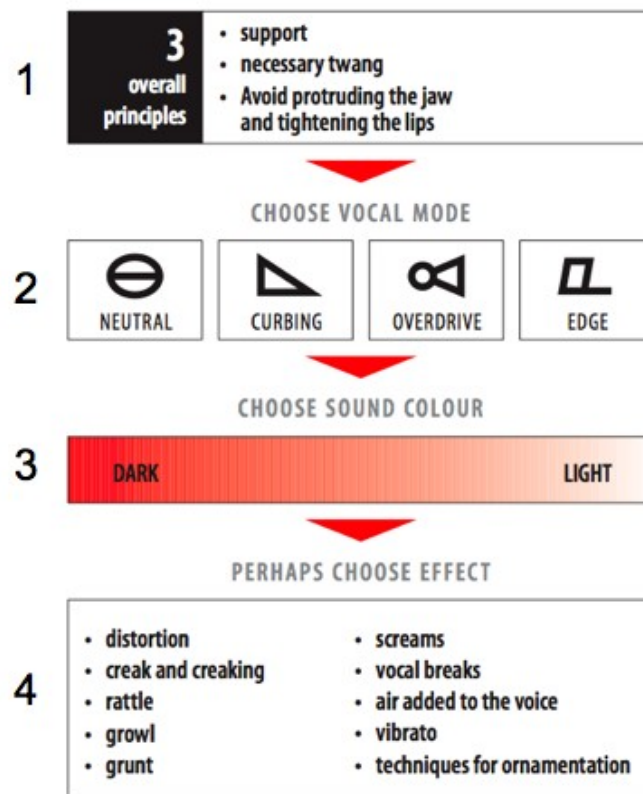 1
3
overall
principles
• support
• necessary twang
• Avoid protruding the jaw
and tightening the lips
CHOOSE VOCAL MODE
2
NEUTRAL
CURBING
OVERDRIVE
EDGE
CHOOSE SOUND COLOUR
3
DARK
LIGHT
PERHAPS CHOOSE EFFECT
4
• distortion
• creak and creaking
• rattle
• growl
• grunt
• screams
• vocal breaks
• air added to the voice
• vibrato
• techniques for ornamentation